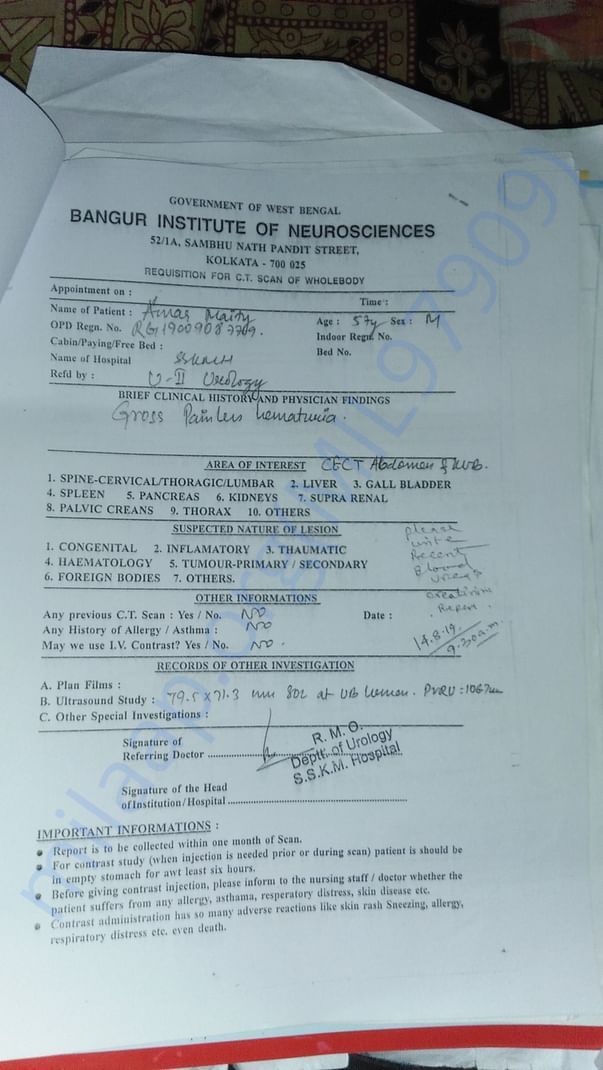 GOVERNMENT OF WEST BENGAL
BANGUR INSTITUTE OF NEUROSCIENCES
52/1A, SAMBHU NATH PANDIT STREET,
KOLKATA - 700 025
REQUISITION FOR C.T. SCAN OF WHOLEBODY
Appointment on : Time :
Name of Patient : Amar Maity Age : 57y Sex : M
OPD Regn. No. Indoor Regn. No.
Cabin/Paying/Free Bed : Bed No.
Name of Hospital SSKMH
Refd by : U-II Urology
BRIEF CLINICAL HISTORY AND PHYSICIAN FINDINGS
Gross Painless hematuria.
AREA OF INTEREST CECT Abdomen & KUB.
1. SPINE-CERVICAL/THORAGIC/LUMBAR 2. LIVER 3. GALL BLADDER
4. SPLEEN 5. PANCREAS 6. KIDNEYS 7. SUPRA RENAL
8. PALVIC CREANS 9. THORAX 10. OTHERS
SUSPECTED NATURE OF LESION
1. CONGENITAL 2. INFLAMATORY 3. THAUMATIC
4. HAEMATOLOGY 5. TUMOUR-PRIMARY / SECONDARY
6. FOREIGN BODIES 7. OTHERS.
please
write
Recent
Blood
Urea &
creatinine
Report.
OTHER INFORMATIONS
Any previous C.T. Scan : Yes / No. NO Date :
Any History of Allergy / Asthma : NO
May we use I.V. Contrast? Yes / No. NO.
14.8.19
9.30a.m.
RECORDS OF OTHER INVESTIGATION
A. Plan Films :
B. Ultrasound Study : 79.5 x 71.3 mm SOL at UB lumen.
C. Other Special Investigations :
Signature of
Referring Doctor
R. M. O.
Deptt. of Urology
S.S.K.M. Hospital
Signature of the Head
of Institution/Hospital
IMPORTANT INFORMATIONS :
Report is to be collected within one month of Scan.
For contrast study (when injection is needed prior or during scan) patient is should be
in empty stomach for awt least six hours.
Before giving contrast injection, please inform to the nursing staff / doctor whether the
patient suffers from any allergy, asthama, resperatory distress, skin disease etc.
Contrast administration has so many adverse reactions like skin rash Sneezing, allergy,
respiratory distress etc. even death.